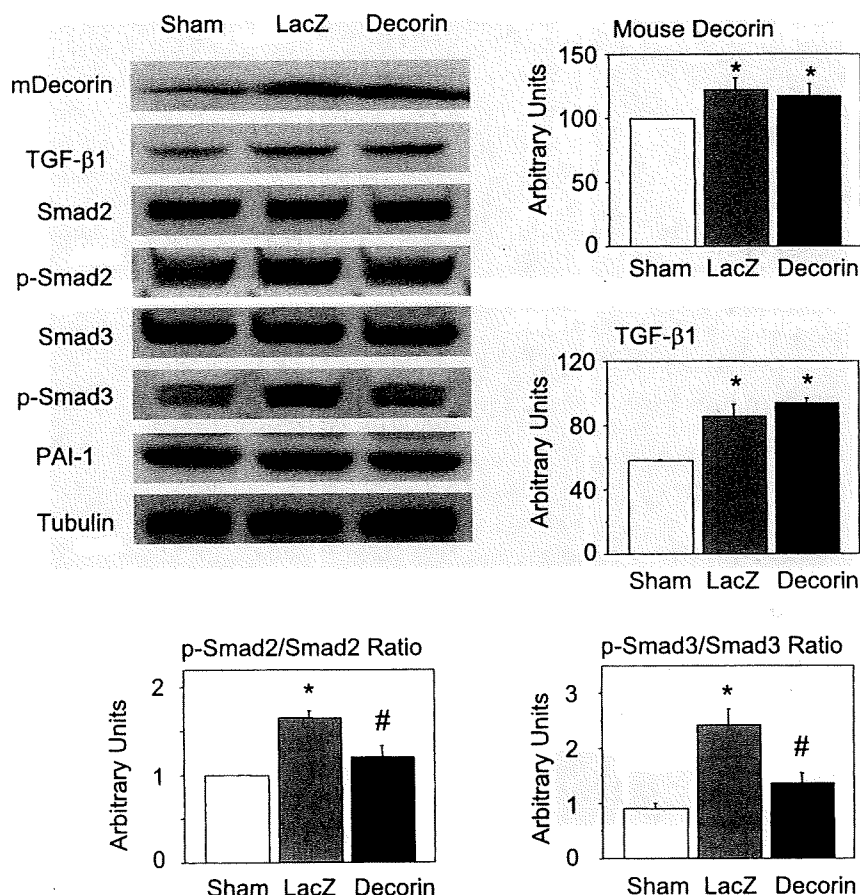 Sham LacZ Decorin
mDecorin
TGF-β1
Smad2
p-Smad2
Smad3
p-Smad3
PAI-1
Tubulin
Mouse Decorin
Arbitrary Units
150
100
50
0
*
*
Sham LacZ Decorin
TGF-β1
Arbitrary Units
120
80
40
0
*
*
Sham LacZ Decorin
p-Smad2/Smad2 Ratio
Arbitrary Units
2
1
0
*
#
Sham LacZ Decorin
p-Smad3/Smad3 Ratio
Arbitrary Units
3
2
1
0
*
#
Sham LacZ Decorin